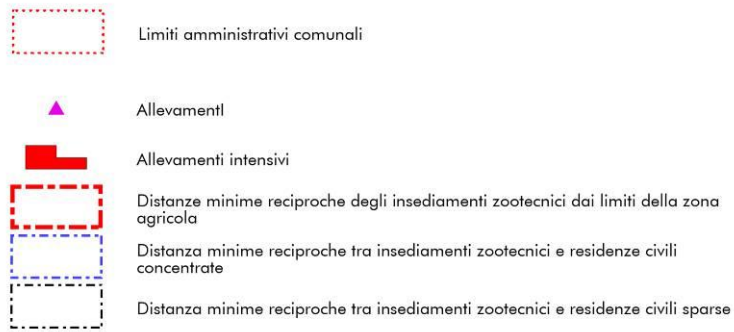 Limiti amministrativi comunali
AllevamentI
Allevamenti intensivi
Distanze minime reciproche degli insediamenti zootecnici dai limiti della zona
agricola
Distanza minime reciproche tra insediamenti zootecnici e residenze civili
concentrate
Distanza minime reciproche tra insediamenti zootecnici e residenze civili sparse